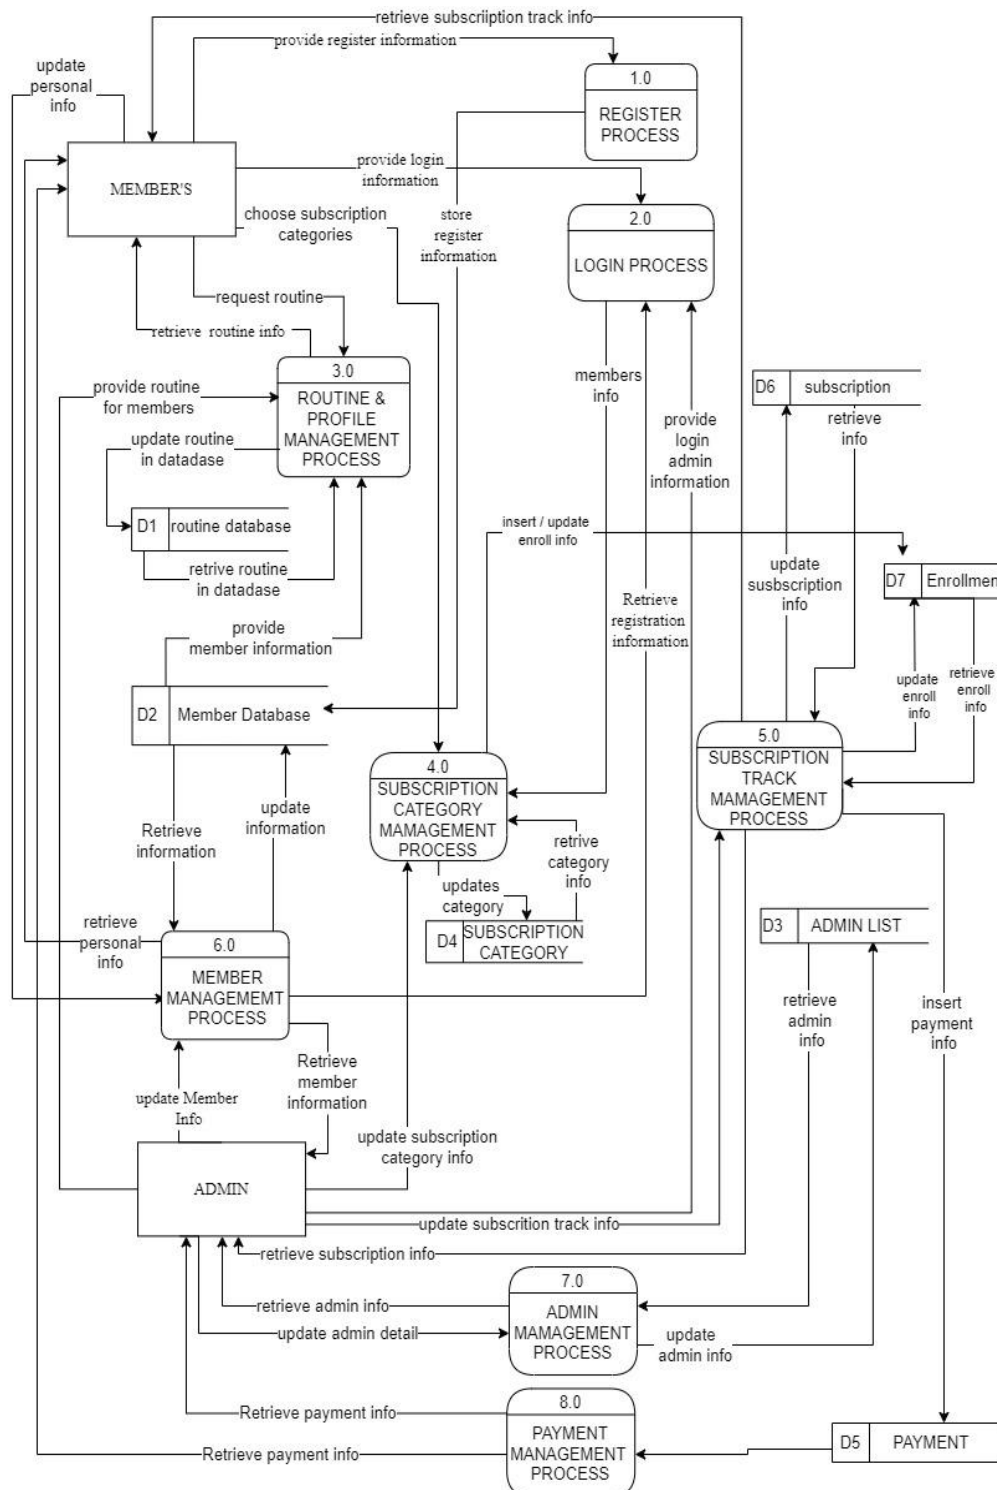 retrieve subscriiption track info
provide register information
update
personal
info
1.0
REGISTER
PROCESS
MEMBER'S
provide login
information
choose subscription
categories
store
register
information
2.0
LOGIN PROCESS
request routine
retrieve routine info
3.0
ROUTINE &
PROFILE
MANAGEMENT
PROCESS
provide routine
for members
members
info
D6
subscription
retrieve
info
provide
login
admin
information
update routine
in datadase
D1
routine database
insert / update
enroll info
retrive routine
in datadase
update
susbscription
info
D7
Enrollmen
Retrieve
registration
information
provide
member information
update
enroll
info
retrieve
enroll
info
D2
Member Database
5.0
SUBSCRIPTION
TRACK
MAMAGEMENT
PROCESS
4.0
SUBSCRIPTION
CATEGORY
MAMAGEMENT
PROCESS
update
information
Retrieve
information
retrive
category
info
updates
category
retrieve
personal
info
D4
SUBSCRIPTION
CATEGORY
D3
ADMIN LIST
6.0
MEMBER
MANAGEMEMT
PROCESS
retrieve
admin
info
insert
payment
info
Retrieve
member
information
update Member
Info
update subscription
category info
ADMIN
update subscrition track info
retrieve subscription info
7.0
ADMIN
MAMAGEMENT
PROCESS
retrieve admin info
update admin detail
update
admin info
8.0
PAYMENT
MANAGEMENT
PROCESS
Retrieve payment info
Retrieve payment info
D5
PAYMENT